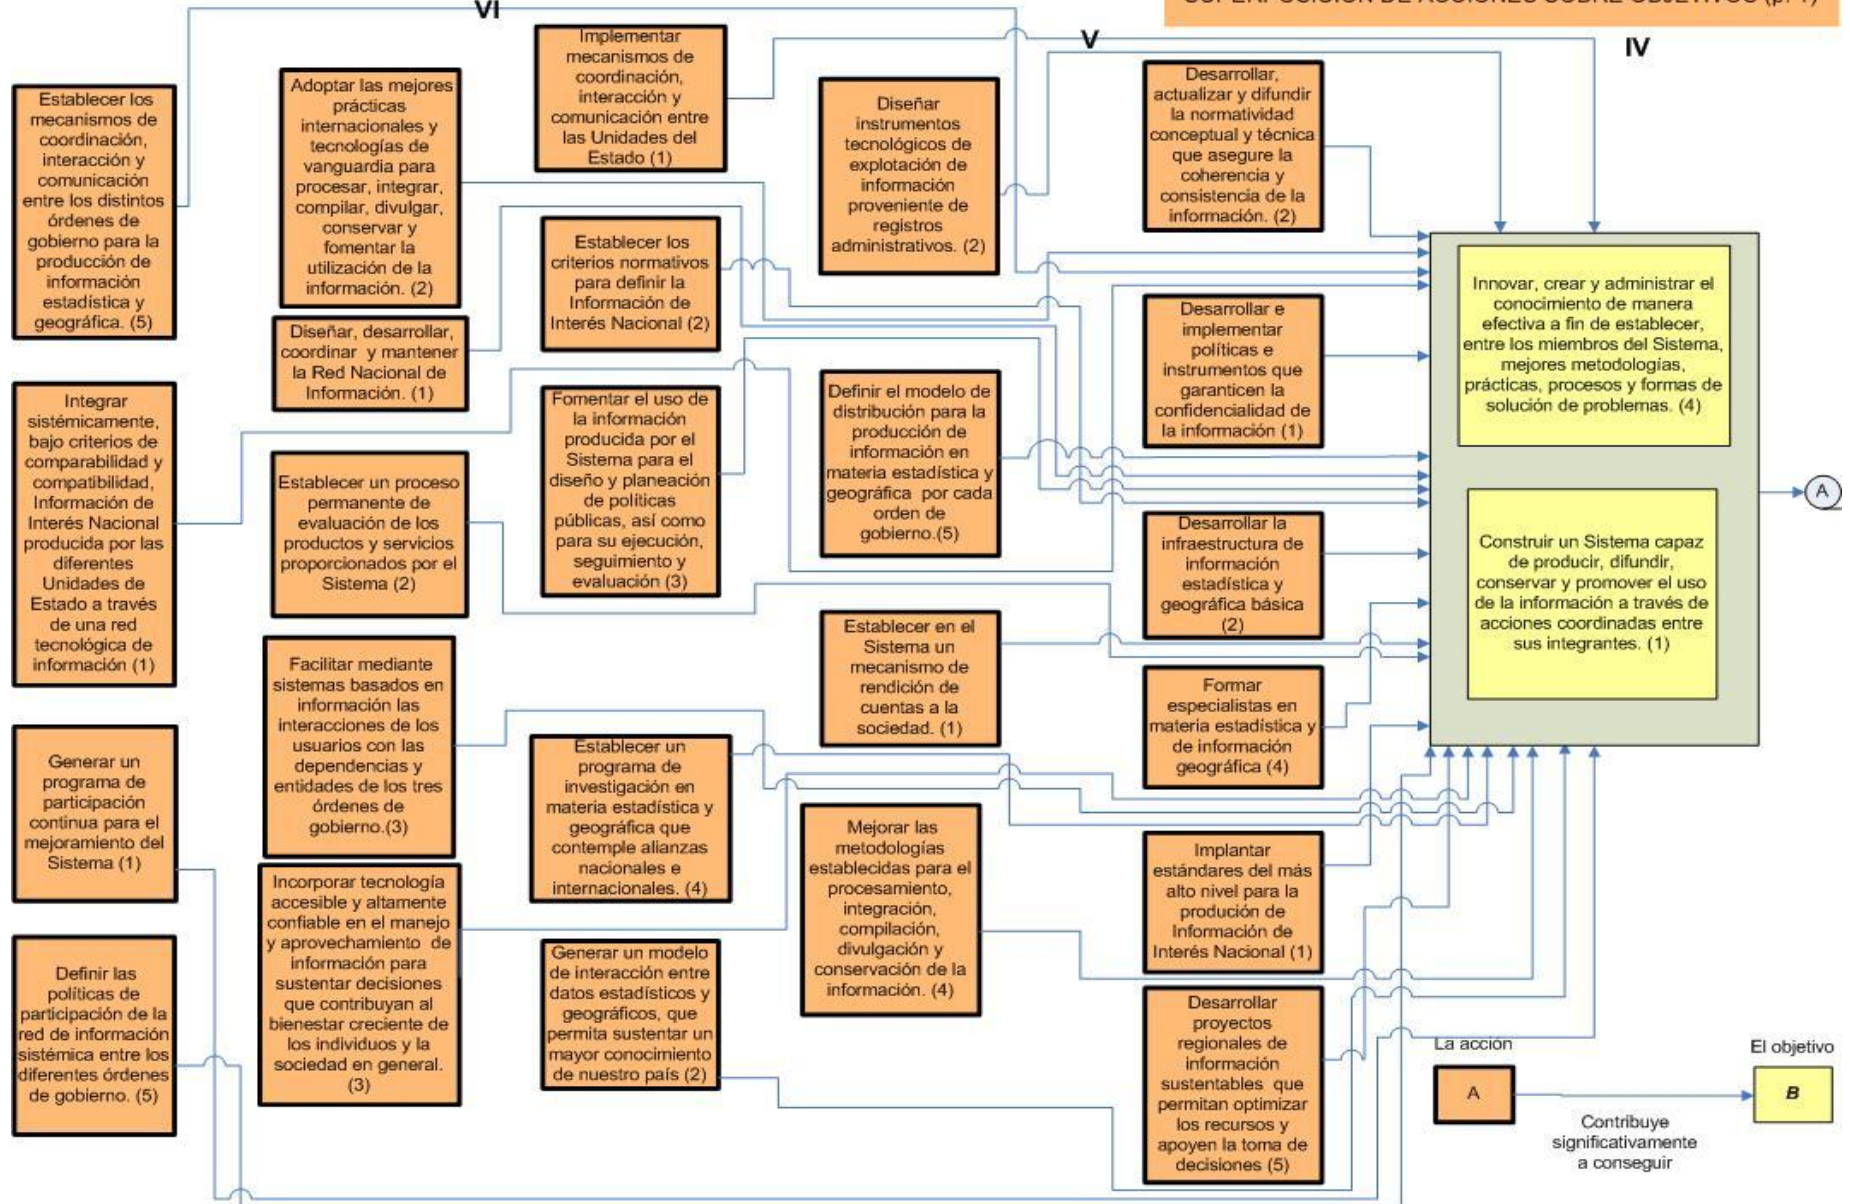 SUPERPOSICIÓN DE ACCIONES SOBRE OBJETIVOS (p. 1)
VI
V
IV
Establecer los
mecanismos de
coordinación,
interacción y
comunicación
entre los distintos
órdenes de
gobierno para la
producción de
información
estadística y
geográfica. (5)
Integrar
sistémicamente,
bajo criterios de
comparabilidad y
compatibilidad,
Información de
Interés Nacional
producida por las
diferentes
Unidades de
Estado a través
de una red
tecnológica de
información (1)
Generar un
programa de
participación
continua para el
mejoramiento del
Sistema (1)
Definir las
políticas de
participación de la
red de información
sistémica entre los
diferentes órdenes
de gobierno. (5)
Adoptar las mejores
prácticas
internacionales y
tecnologías de
vanguardia para
procesar, integrar,
compilar, divulgar,
conservar y
fomentar la
utilización de la
información. (2)
Diseñar, desarrollar,
coordinar y mantener
la Red Nacional de
Información. (1)
Establecer un proceso
permanente de
evaluación de los
productos y servicios
proporcionados por el
Sistema (2)
Facilitar mediante
sistemas basados en
información las
interacciones de los
usuarios con las
dependencias y
entidades de los tres
órdenes de
gobierno.(3)
Incorporar tecnología
accesible y altamente
confiable en el manejo
y aprovechamiento de
información para
sustentar decisiones
que contribuyan al
bienestar creciente de
los individuos y la
sociedad en general.
(3)
Implementar
mecanismos de
coordinación,
interacción y
comunicación entre
las Unidades del
Estado (1)
Establecer los
criterios normativos
para definir la
Información de
Interés Nacional (2)
Fomentar el uso de
la información
producida por el
Sistema para el
diseño y planeación
de políticas
públicas, así como
para su ejecución,
seguimiento y
evaluación (3)
Establecer un
programa de
investigación en
materia estadística y
geográfica que
contemple alianzas
nacionales e
internacionales. (4)
Generar un modelo
de interacción entre
datos estadísticos y
geográficos, que
permita sustentar un
mayor conocimiento
de nuestro país (2)
Diseñar
instrumentos
tecnológicos de
explotación de
información
proveniente de
registros
administrativos. (2)
Definir el modelo de
distribución para la
producción de
información en
materia estadística y
geográfica por cada
orden de
gobierno.(5)
Establecer en el
Sistema un
mecanismo de
rendición de
cuentas a la
sociedad. (1)
Mejorar las
metodologías
establecidas para el
procesamiento,
integración,
compilación,
divulgación y
conservación de la
información. (4)
Desarrollar,
actualizar y difundir
la normatividad
conceptual y técnica
que asegure la
coherencia y
consistencia de la
información. (2)
Desarrollar e
implementar
políticas e
instrumentos que
garanticen la
confidencialidad de
la información (1)
Desarrollar la
infraestructura de
información
estadística y
geográfica básica
(2)
Formar
especialistas en
materia estadística y
de información
geográfica (4)
Implantar
estándares del más
alto nivel para la
produción de
Información de
Interés Nacional (1)
Desarrollar
proyectos
regionales de
información
sustentables que
permitan optimizar
los recursos y
apoyen la toma de
decisiones (5)
Innovar, crear y administrar el
conocimiento de manera
efectiva a fin de establecer,
entre los miembros del Sistema,
mejores metodologías,
prácticas, procesos y formas de
solución de problemas. (4)
Construir un Sistema capaz
de producir, difundir,
conservar y promover el uso
de la información a través de
acciones coordinadas entre
sus integrantes. (1)
A
La acción
A
Contribuye
significativamente
a conseguir
El objetivo
B